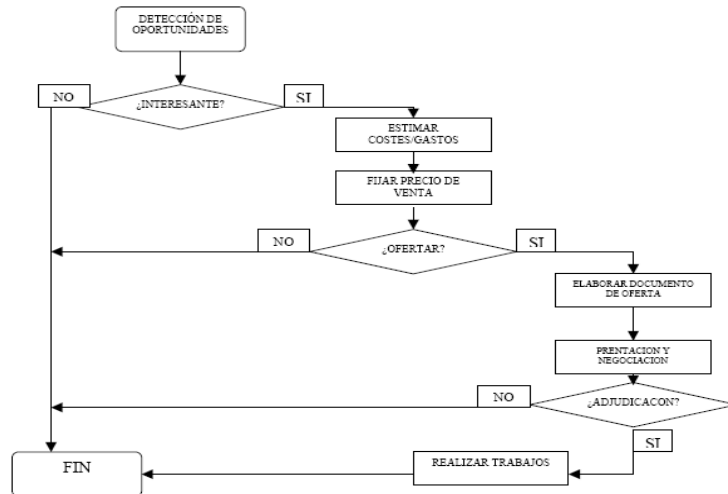 DETECCIÓN DE
OPORTUNIDADES
NO
¿INTERESANTE?
SI
ESTIMAR
COSTES/GASTOS
FIJAR PRECIO DE
VENTA
NO
¿OFERTAR?
SI
ELABORAR DOCUMENTO
DE OFERTA
PRENTACION Y
NEGOCIACION
NO
¿ADJUDICACON?
SI
FIN
REALIZAR TRABAJOS